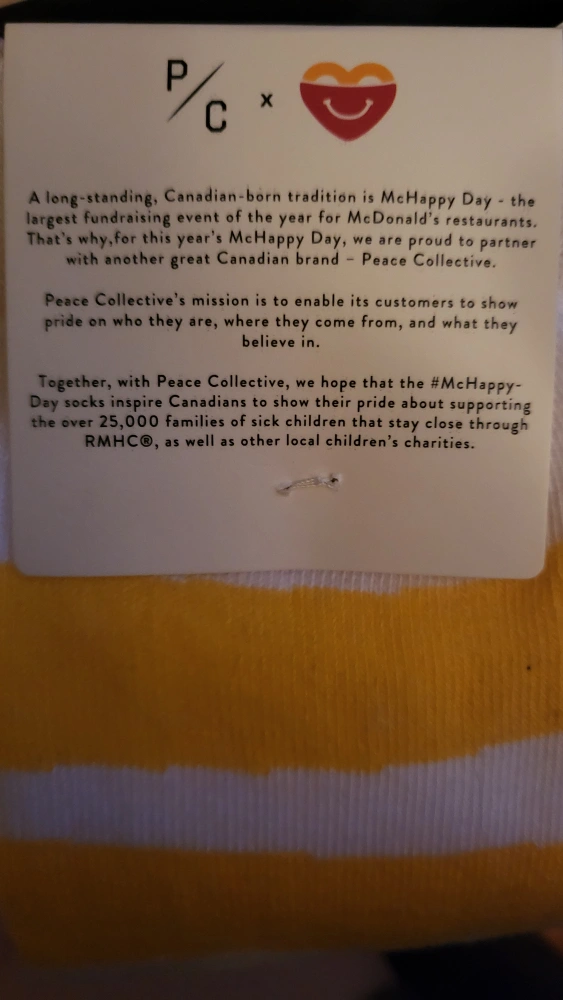 P/C x
A long-standing, Canadian-born tradition is McHappy Day - the
largest fundraising event of the year for McDonald's restaurants.
That's why,for this year's McHappy Day, we are proud to partner
with another great Canadian brand – Peace Collective.
Peace Collective's mission is to enable its customers to show
pride on who they are, where they come from, and what they
believe in.
Together, with Peace Collective, we hope that the #McHappy-
Day socks inspire Canadians to show their pride about supporting
the over 25,000 families of sick children that stay close through
RMHC®, as well as other local children's charities.